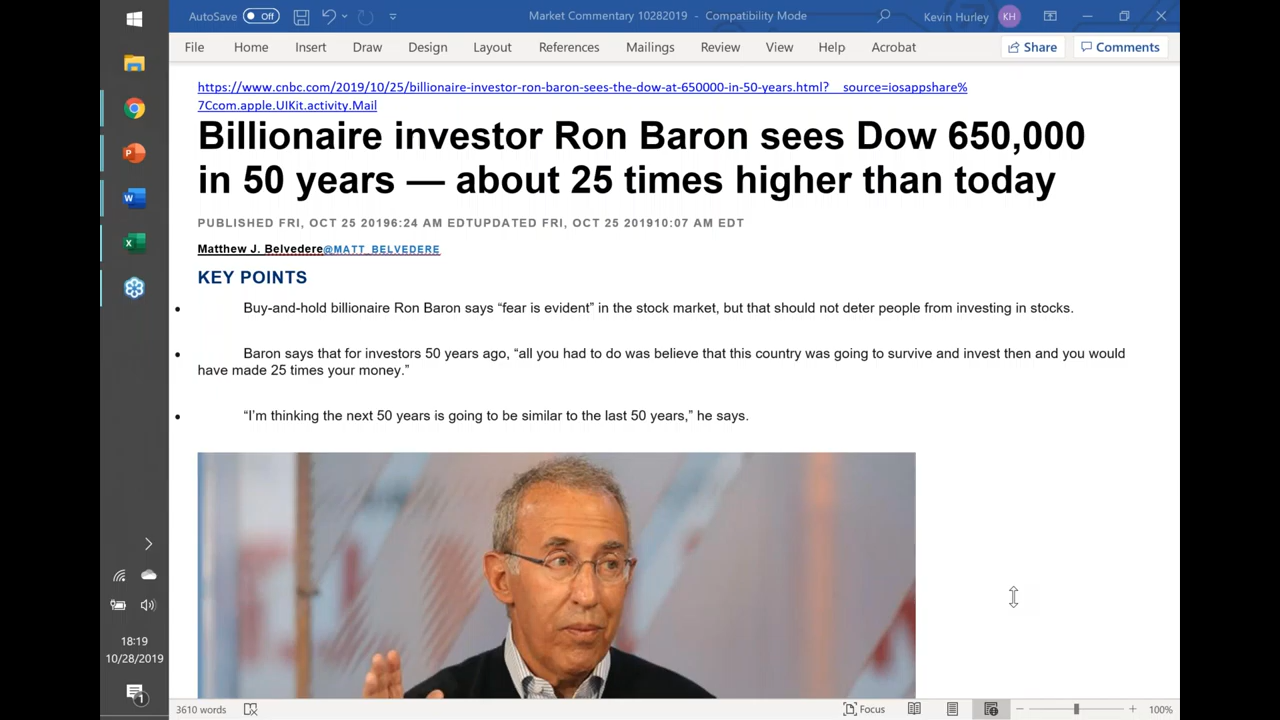 AutoSave Off Market Commentary 10282019 - Compatibility Mode Kevin Hurley KH
File Home Insert Draw Design Layout References Mailings Review View Help Acrobat Share Comments
https://www.cnbc.com/2019/10/25/billionaire-investor-ron-baron-sees-the-dow-at-650000-in-50-years.html?__source=iosappshare%
7Ccom.apple.UIKit.activity.Mail
Billionaire investor Ron Baron sees Dow 650,000
in 50 years — about 25 times higher than today
PUBLISHED FRI, OCT 25 20196:24 AM EDTUPDATED FRI, OCT 25 201910:07 AM EDT
Matthew J. Belvedere@MATT_BELVEDERE
KEY POINTS
• Buy-and-hold billionaire Ron Baron says “fear is evident” in the stock market, but that should not deter people from investing in stocks.
• Baron says that for investors 50 years ago, “all you had to do was believe that this country was going to survive and invest then and you would
have made 25 times your money.”
• “I’m thinking the next 50 years is going to be similar to the last 50 years,” he says.
18:19
10/28/2019
1
3610 words Focus 100%